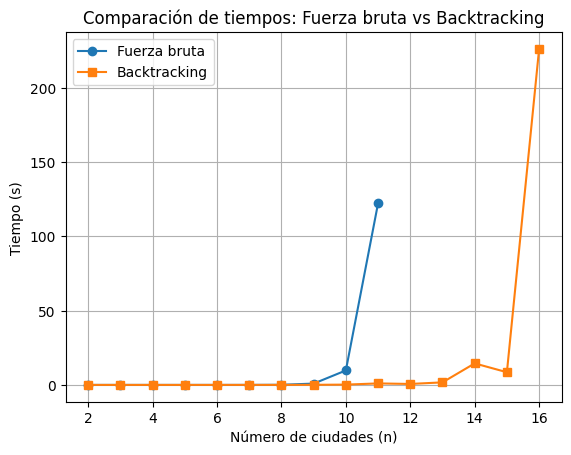 Comparación de tiempos: Fuerza bruta vs Backtracking
Fuerza bruta
Backtracking
Tiempo (s)
200
150
100
50
0
2 4 6 8 10 12 14 16
Número de ciudades (n)